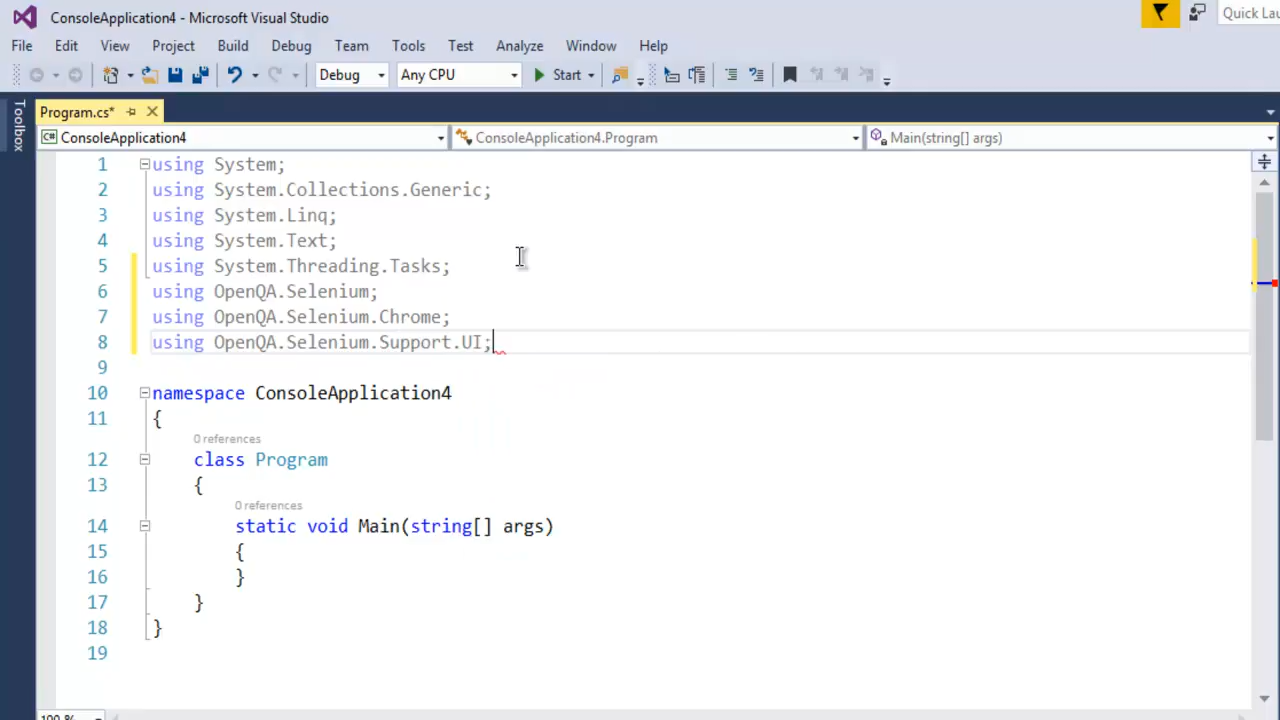 ConsoleApplication4 - Microsoft Visual Studio
Quick Lau
File Edit View Project Build Debug Team Tools Test Analyze Window Help
Debug Any CPU Start
Toolbox
Program.cs*
ConsoleApplication4 ConsoleApplication4.Program Main(string[] args)
1 using System;
2 using System.Collections.Generic;
3 using System.Linq;
4 using System.Text;
5 using System.Threading.Tasks;
6 using OpenQA.Selenium;
7 using OpenQA.Selenium.Chrome;
8 using OpenQA.Selenium.Support.UI;
9
10 namespace ConsoleApplication4
11 {
0 references
12 class Program
13 {
0 references
14 static void Main(string[] args)
15 {
16 }
17 }
18 }
19
100 %